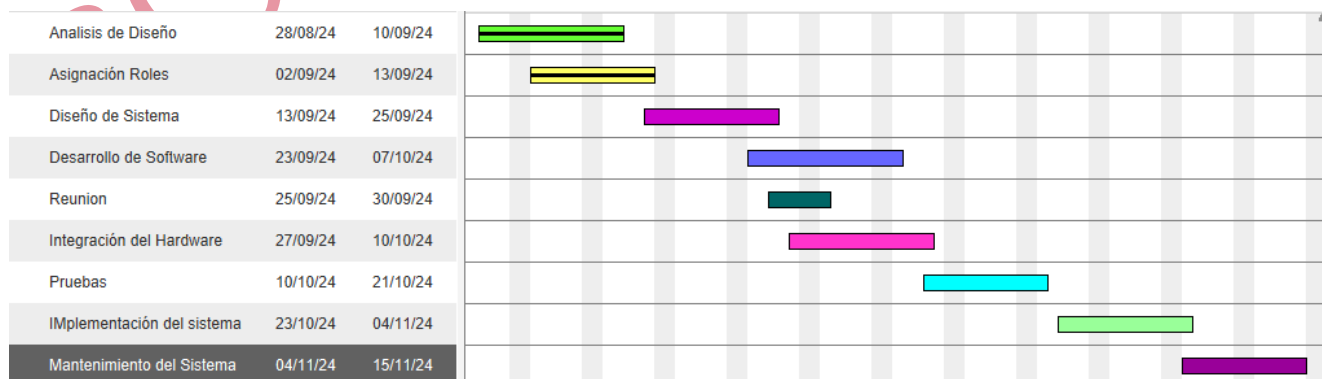 Analisis de Diseño 28/08/24 10/09/24
Asignación Roles 02/09/24 13/09/24
Diseño de Sistema 13/09/24 25/09/24
Desarrollo de Software 23/09/24 07/10/24
Reunion 25/09/24 30/09/24
Integración del Hardware 27/09/24 10/10/24
Pruebas 10/10/24 21/10/24
IMplementación del sistema 23/10/24 04/11/24
Mantenimiento del Sistema 04/11/24 15/11/24